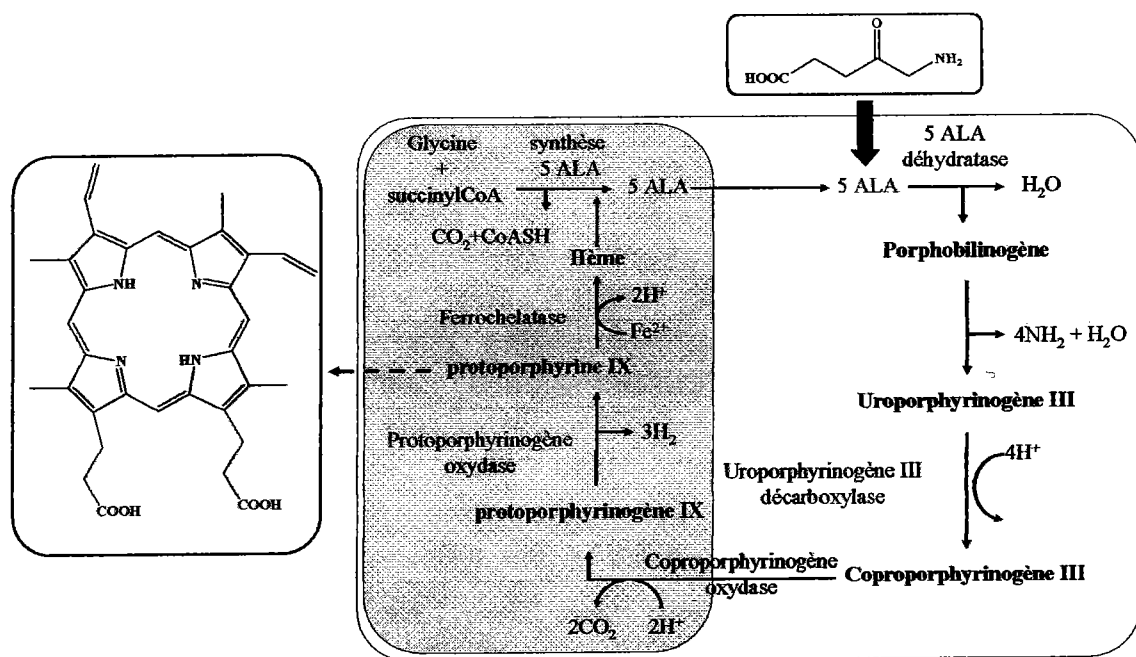 O
HOOC
NH₂
Glycine
+
succinylCoA
synthèse
5 ALA
5 ALA
CO₂+CoASH
Hème
2H⁺
Ferrochelatase
Fe²⁺
protoporphyrine IX
Protoporphyrinogène
oxydase
3H₂
protoporphyrinogène IX
Coproporphyrinogène
oxydase
2CO₂
2H⁺
5 ALA
5 ALA
déhydratase
H₂O
Porphobilinogène
4NH₂ + H₂O
Uroporphyrinogène III
Uroporphyrinogène III
décarboxylase
4H⁺
Coproporphyrinogène III
NH
N
N
HN
COOH
COOH